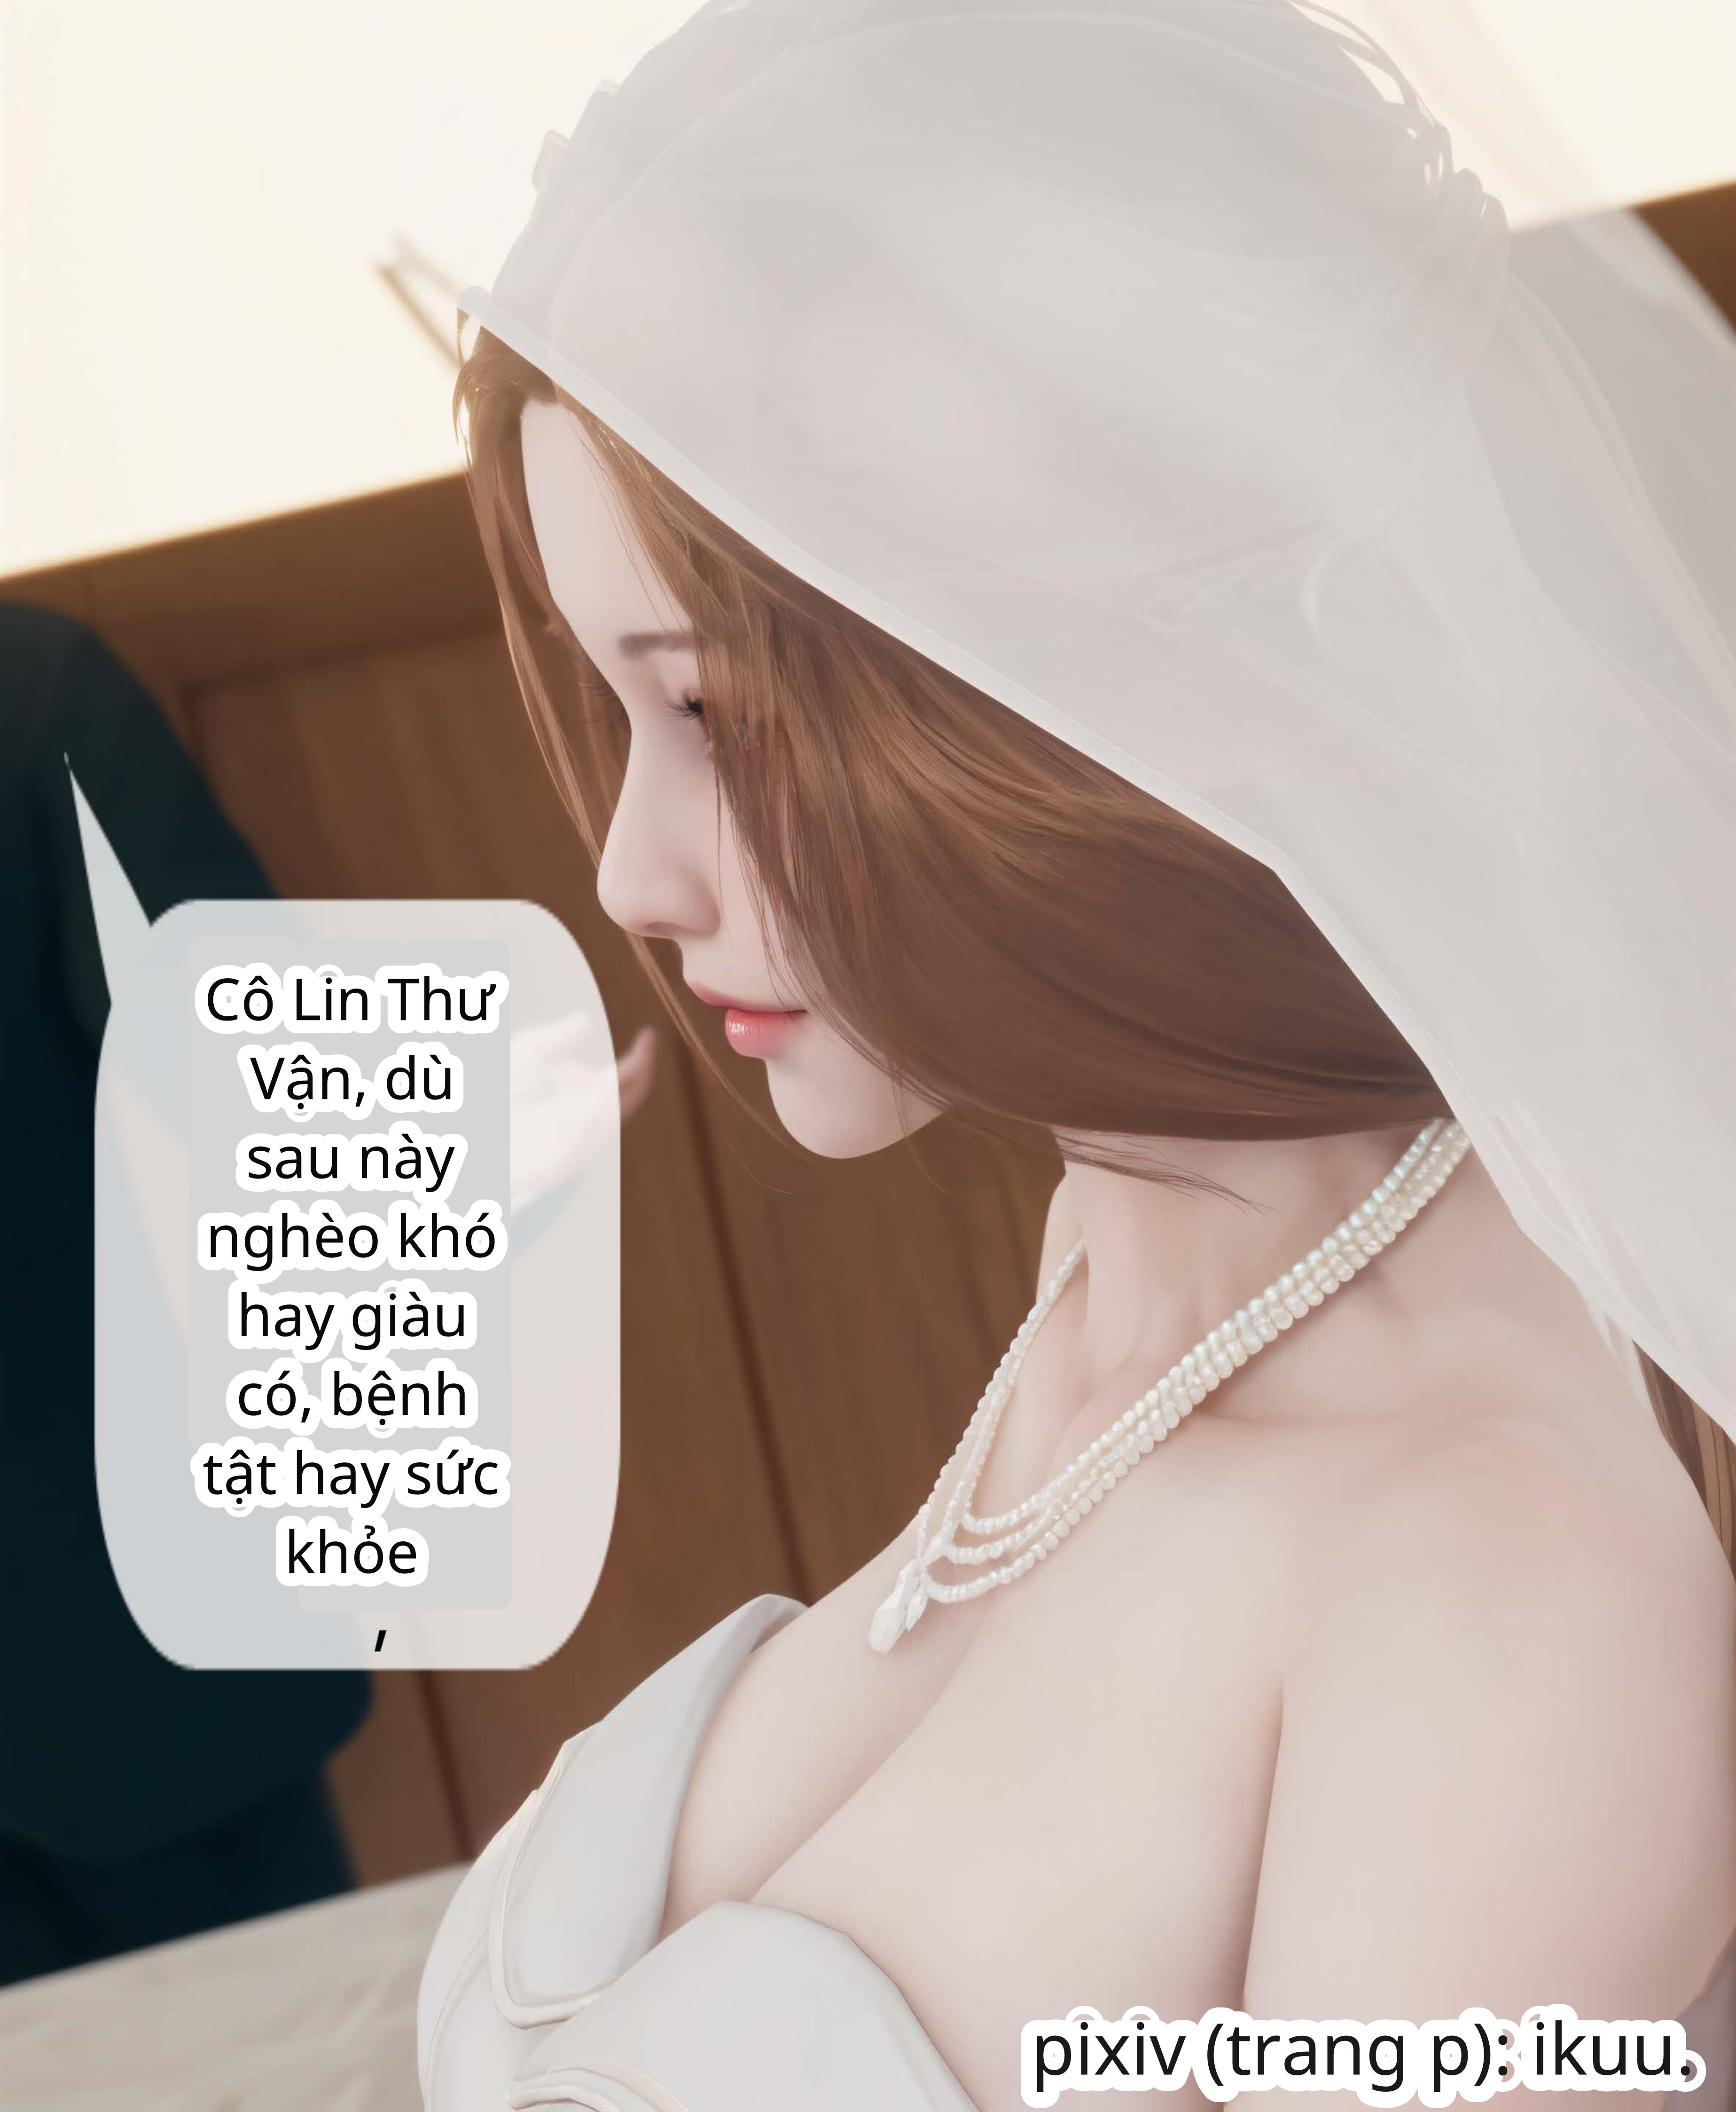 Cô Lin Thư
Vận, dù
sau này
nghèo khó
hay giàu
có, bệnh
tật hay sức
khỏe
,
pixiv (trang p): ikuu.